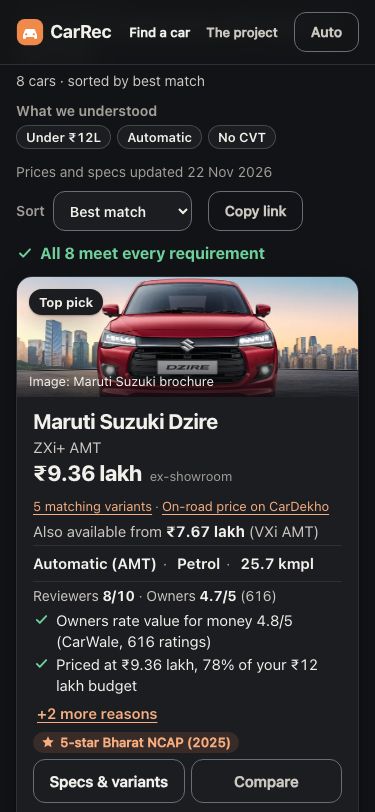 CarRec Find a car The project Auto
8 cars · sorted by best match
What we understood
Under ₹12L Automatic No CVT
Prices and specs updated 22 Nov 2026
Sort Best match Copy link
All 8 meet every requirement
Top pick
DZIRE
Image: Maruti Suzuki brochure
Maruti Suzuki Dzire
ZXi+ AMT
₹9.36 lakh ex-showroom
5 matching variants · On-road price on CarDekho
Also available from ₹7.67 lakh (VXi AMT)
Automatic (AMT) · Petrol · 25.7 kmpl
Reviewers 8/10 · Owners 4.7/5 (616)
Owners rate value for money 4.8/5
(CarWale, 616 ratings)
Priced at ₹9.36 lakh, 78% of your ₹12
lakh budget
+2 more reasons
5-star Bharat NCAP (2025)
Specs & variants Compare